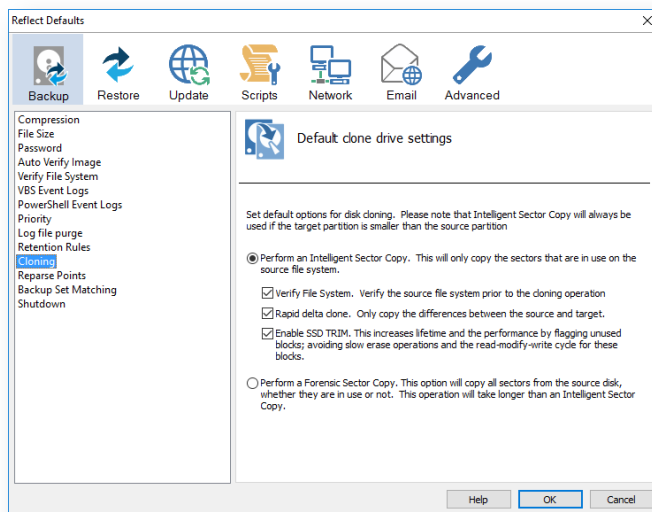 Reflect Defaults
Backup
Restore
Update
Scripts
Network
Email
Advanced
Compression
File Size
Password
Auto Verify Image
Verify File System
VBS Event Logs
PowerShell Event Logs
Priority
Log file purge
Retention Rules
Cloning
Reparse Points
Backup Set Matching
Shutdown
Default clone drive settings
Set default options for disk cloning. Please note that Intelligent Sector Copy will always be
used if the target partition is smaller than the source partition
Perform an Intelligent Sector Copy. This will only copy the sectors that are in use on the
source file system.
Verify File System. Verify the source file system prior to the cloning operation
Rapid delta clone. Only copy the differences between the source and target.
Enable SSD TRIM. This increases lifetime and the performance by flagging unused
blocks; avoiding slow erase operations and the read-modify-write cycle for these
blocks.
Perform a Forensic Sector Copy. This option will copy all sectors from the source disk,
whether they are in use or not. This operation will take longer than an Intelligent Sector
Copy.
Help
OK
Cancel